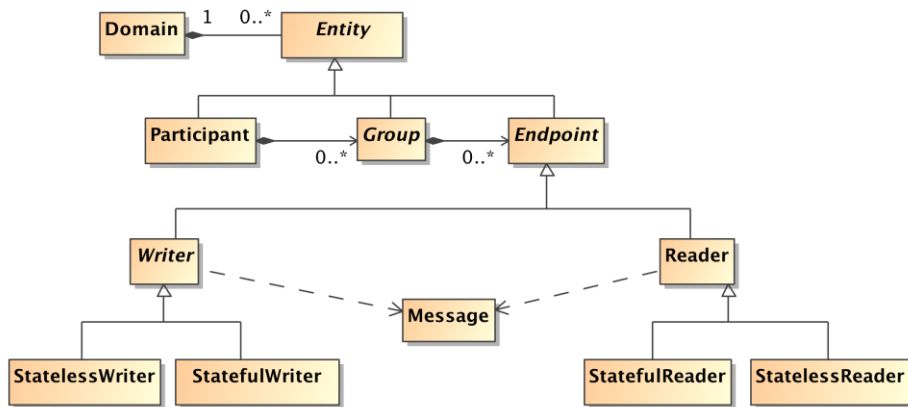 Domain 1 0..* Entity
Participant Group Endpoint
0..* 0..*
Writer Reader
Message
StatelessWriter StatefulWriter StatefulReader StatelessReader